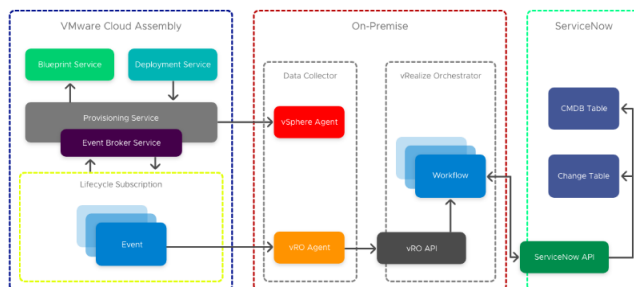 VMware Cloud Assembly
On-Premise
ServiceNow
Blueprint Service
Deployment Service
Provisioning Service
Event Broker Service
Lifecycle Subscription
Event
Data Collector
vSphere Agent
vRO Agent
vRealize Orchestrator
Workflow
vRO API
CMDB Table
Change Table
ServiceNow API